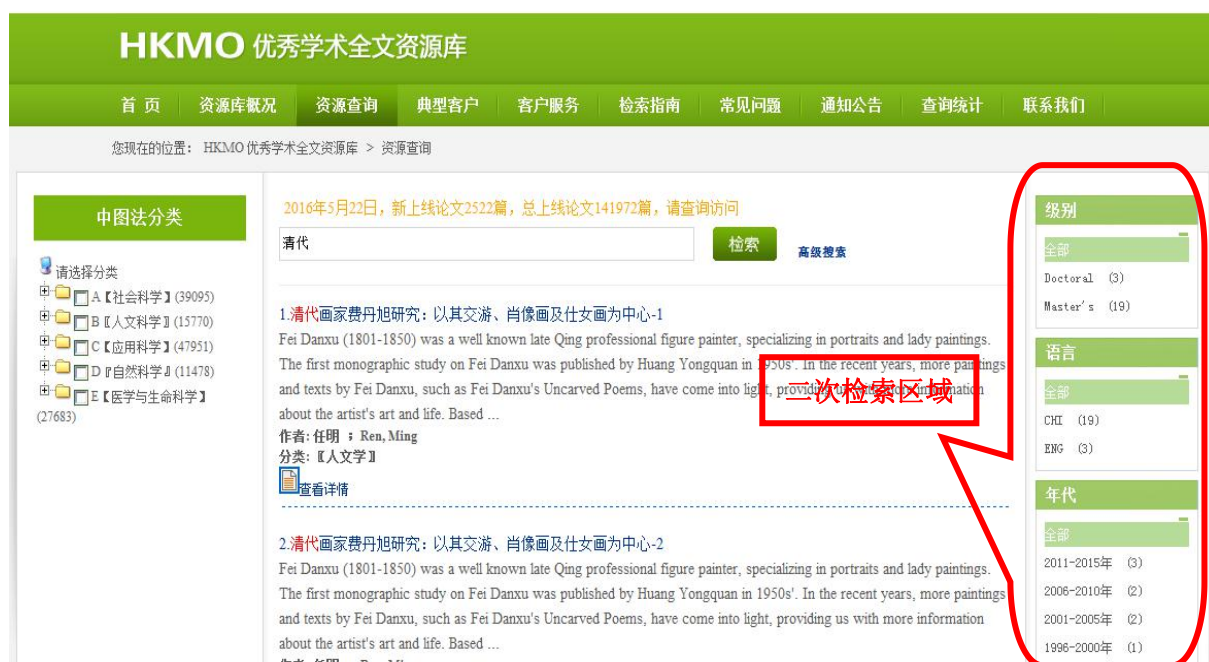 HKMO 优秀学术全文资源库
首 页 资源库概况 资源查询 典型客户 客户服务 检索指南 常见问题 通知公告 查询统计 联系我们
您现在的位置： HKMO 优秀学术全文资源库 > 资源查询
中图法分类
请选择分类
A【社会科学】(39095)
B〖人文科学〗(15770)
C【应用科学】(47951)
D『自然科学』(11478)
E【医学与生命科学】
(27683)
2016年5月22日，新上线论文2522篇，总上线论文141972篇，请查询访问
清代
检索
高级搜索
1.清代画家费丹旭研究：以其交游、肖像画及仕女画为中心-1
Fei Danxu (1801-1850) was a well known late Qing professional figure painter, specializing in portraits and lady paintings.
The first monographic study on Fei Danxu was published by Huang Yongquan in 1950s'. In the recent years, more paintings
and texts by Fei Danxu, such as Fei Danxu's Uncarved Poems, have come into light, providing information
about the artist's art and life. Based ...
作者: 任明 ; Ren, Ming
分类: 〖人文学〗
查看详情
2.清代画家费丹旭研究：以其交游、肖像画及仕女画为中心-2
Fei Danxu (1801-1850) was a well known late Qing professional figure painter, specializing in portraits and lady paintings.
The first monographic study on Fei Danxu was published by Huang Yongquan in 1950s'. In the recent years, more paintings
and texts by Fei Danxu, such as Fei Danxu's Uncarved Poems, have come into light, providing us with more information
about the artist's art and life. Based ...
二次检索区域
级别
全部
Doctoral (3)
Master's (19)
语言
全部
CHI (19)
ENG (3)
年代
全部
2011-2015年 (3)
2006-2010年 (2)
2001-2005年 (2)
1996-2000年 (1)